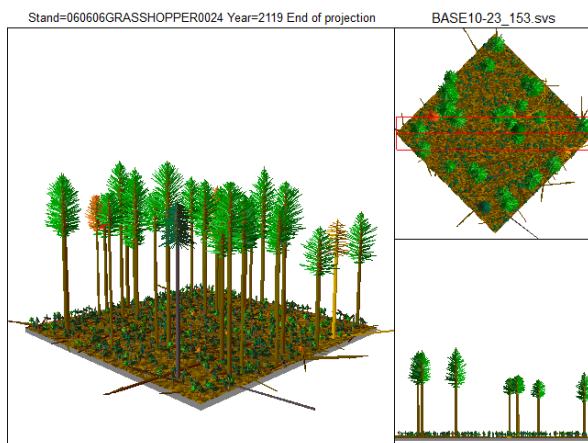 Stand=060606GRASSHOPPER0024 Year=2119 End of projection
BASE10-23_153.svs